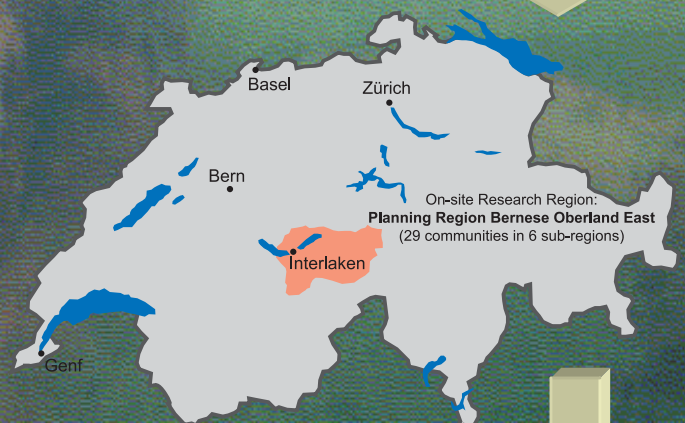 Basel
Zürich
Bern
On-site Research Region:
Planning Region Bernese Oberland East
(29 communities in 6 sub-regions)
Interlaken
Genf